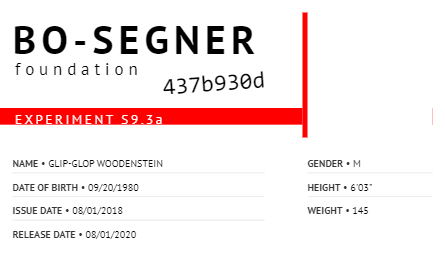 BO-SEGNER
foundation
437b930d
EXPERIMENT S9.3a
NAME • GLIP-GLOP WOODENSTEIN
GENDER • M
DATE OF BIRTH • 09/20/1980
HEIGHT • 6'03"
ISSUE DATE • 08/01/2018
WEIGHT • 145
RELEASE DATE • 08/01/2020